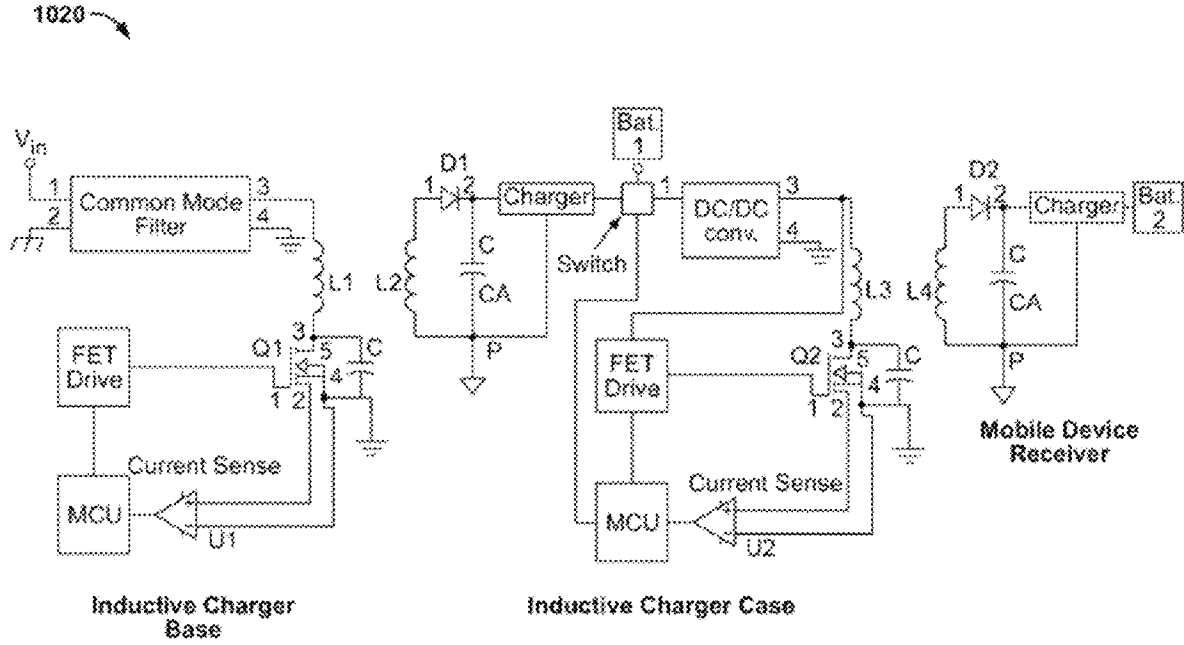 1020
Vin
1
2
Common Mode
Filter
3
4
L1
FET
Drive
Q1
3
5
4
1
2
C
Current Sense
MCU
U1
Inductive Charger
Base
L2
D1
1
2
C
CA
P
Charger
Bat.
1
Switch
1
DC/DC
conv.
3
4
L3
FET
Drive
Q2
3
5
4
1
2
C
Current Sense
MCU
U2
Inductive Charger Case
L4
D2
1
2
C
CA
P
Charger
Bat.
2
Mobile Device
Receiver